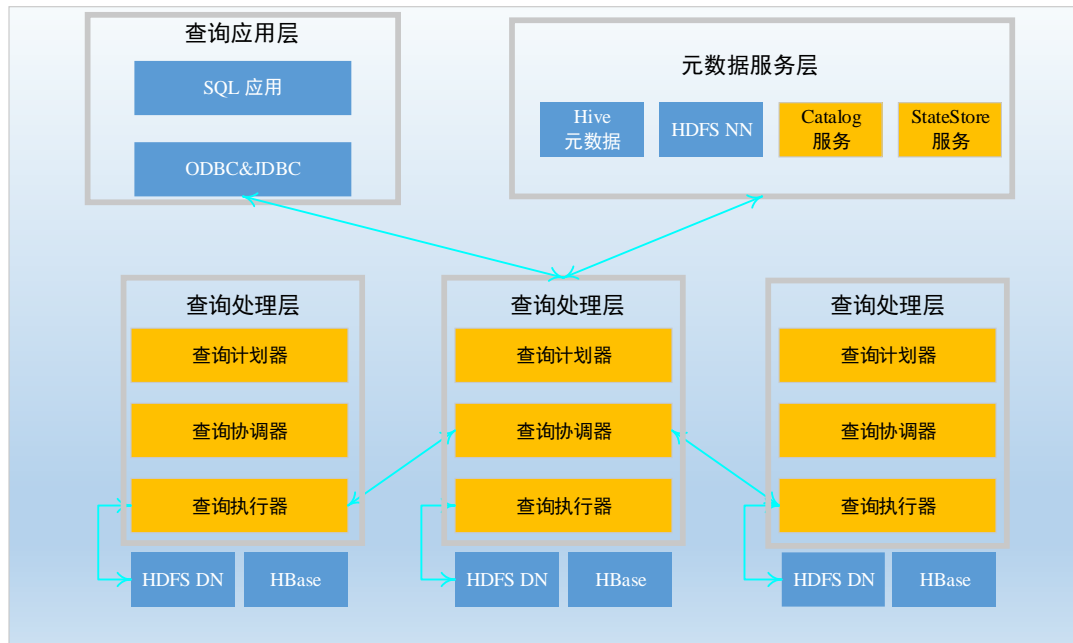 查询应用层
SQL 应用
ODBC&JDBC
元数据服务层
Hive
元数据
HDFS NN
Catalog
服务
StateStore
服务
查询处理层
查询计划器
查询协调器
查询执行器
HDFS DN
HBase
查询处理层
查询计划器
查询协调器
查询执行器
HDFS DN
HBase
查询处理层
查询计划器
查询协调器
查询执行器
HDFS DN
HBase